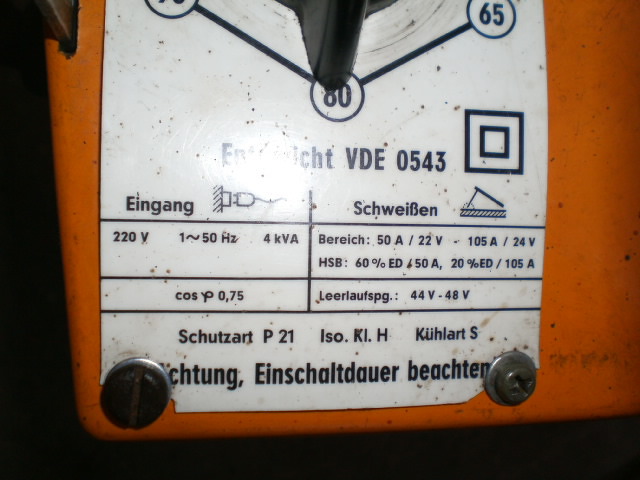 65
80
VDE 0543
Eingang
Schweißen
220 V 1~50 Hz 4 kVA
Bereich: 50 A / 22 V - 105 A / 24 V
HSB: 60% ED / 50 A, 20 %ED / 105 A
cos φ 0,75
Leerlaufspg.: 44 V - 48 V
Schutzart P 21 Iso. Kl. H Kühlart S
chtung, Einschaltdauer beachten